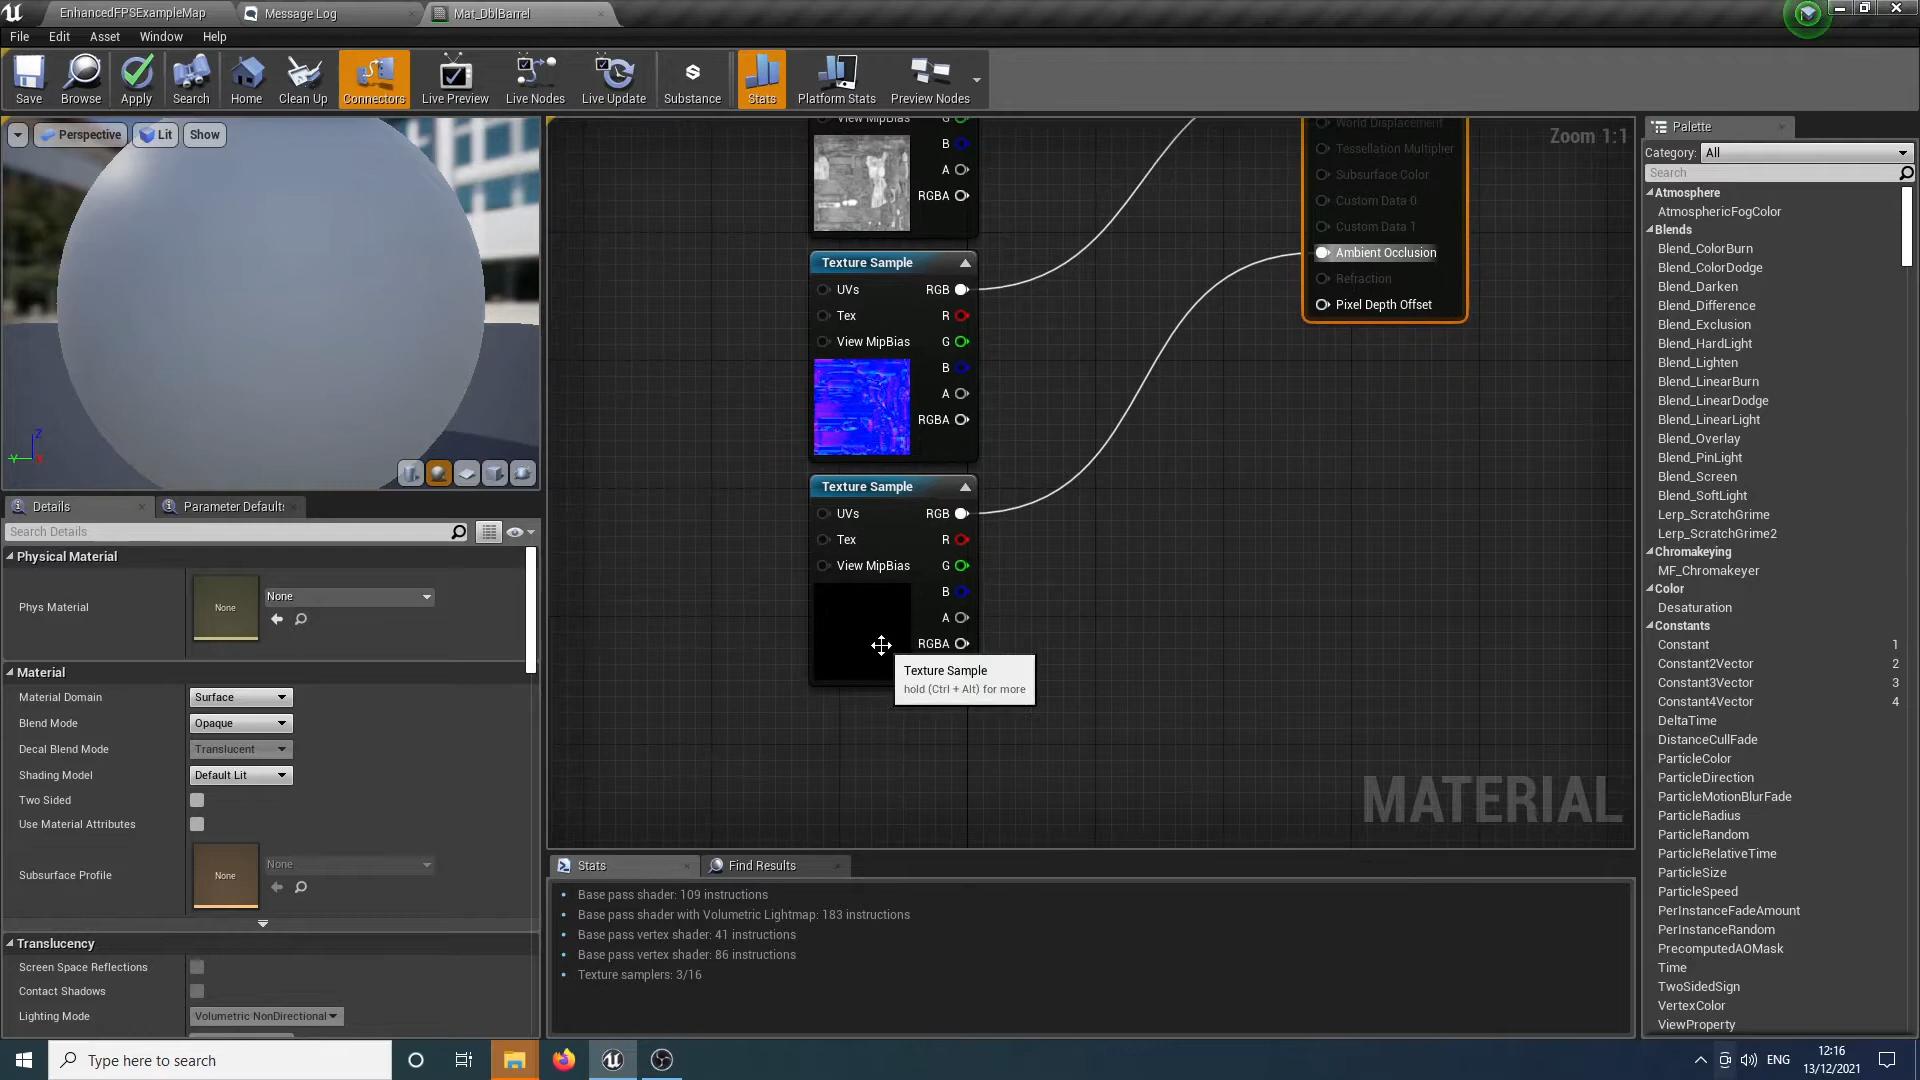 EnhancedFPSExampleMap
Message Log
Mat_DblBarrel
File
Edit
Asset
Window
Help
Save
Browse
Apply
Search
Home
Clean Up
Connectors
Live Preview
Live Nodes
Live Update
Substance
Stats
Platform Stats
Preview Nodes
Perspective
Lit
Show
Z
Y
X
Details
Parameter Default
Search Details
Physical Material
Phys Material
None
None
Material
Material Domain
Surface
Blend Mode
Opaque
Decal Blend Mode
Translucent
Shading Model
Default Lit
Two Sided
Use Material Attributes
Subsurface Profile
None
None
Translucency
Screen Space Reflections
Contact Shadows
Lighting Mode
Volumetric NonDirectional
Zoom 1:1
View MipBias
G
B
A
RGBA
Texture Sample
UVs
RGB
Tex
R
View MipBias
G
B
A
RGBA
Texture Sample
UVs
RGB
Tex
R
View MipBias
G
B
A
RGBA
Texture Sample
hold (Ctrl + Alt) for more
World Displacement
Tessellation Multiplier
Subsurface Color
Custom Data 0
Custom Data 1
Ambient Occlusion
Refraction
Pixel Depth Offset
MATERIAL
Stats
Find Results
Base pass shader: 109 instructions
Base pass shader with Volumetric Lightmap: 183 instructions
Base pass vertex shader: 41 instructions
Base pass vertex shader: 86 instructions
Texture samplers: 3/16
Palette
Category:
All
Search
Atmosphere
AtmosphericFogColor
Blends
Blend_ColorBurn
Blend_ColorDodge
Blend_Darken
Blend_Difference
Blend_Exclusion
Blend_HardLight
Blend_Lighten
Blend_LinearBurn
Blend_LinearDodge
Blend_LinearLight
Blend_Overlay
Blend_PinLight
Blend_Screen
Blend_SoftLight
Lerp_ScratchGrime
Lerp_ScratchGrime2
Chromakeying
MF_Chromakeyer
Color
Desaturation
Constants
Constant 1
Constant2Vector 2
Constant3Vector 3
Constant4Vector 4
DeltaTime
DistanceCullFade
ParticleColor
ParticleDirection
ParticleMotionBlurFade
ParticleRadius
ParticleRandom
ParticleRelativeTime
ParticleSize
ParticleSpeed
PerInstanceFadeAmount
PerInstanceRandom
PrecomputedAOMask
Time
TwoSidedSign
VertexColor
ViewProperty
Type here to search
ENG
12:16
13/12/2021